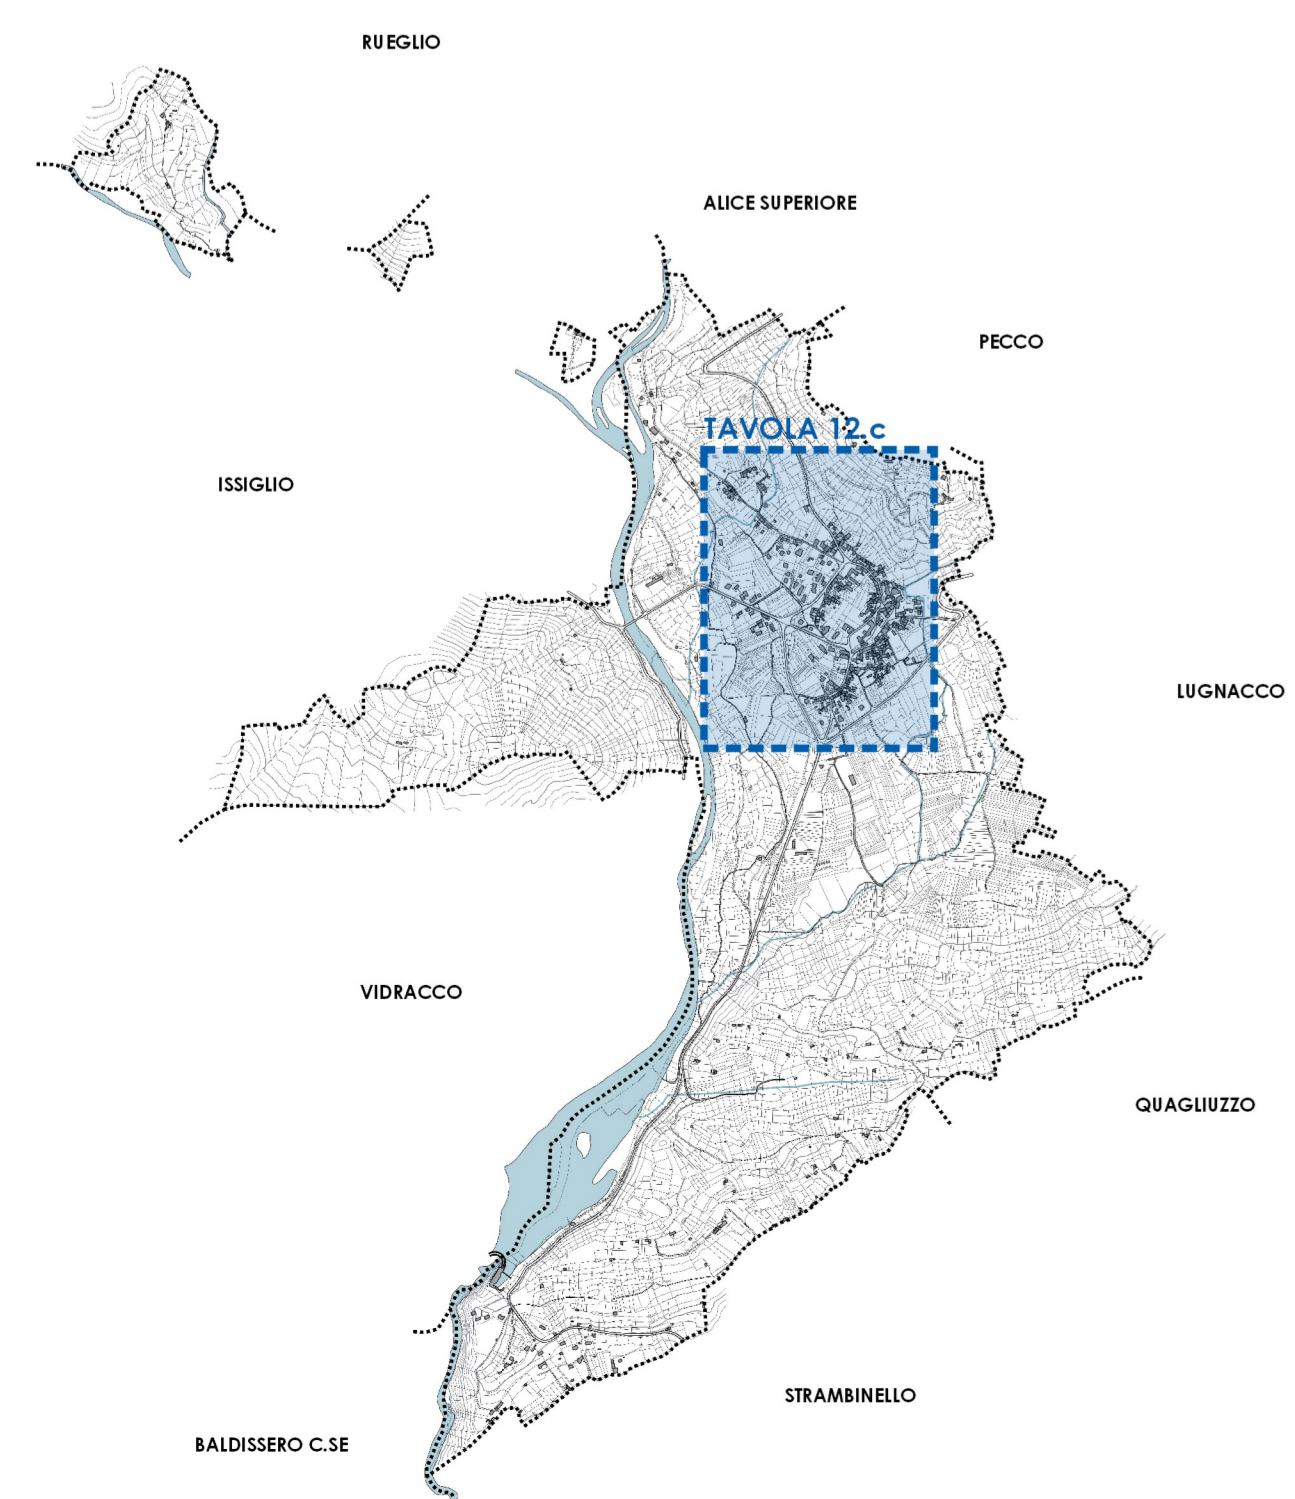 RUEGLIO
ALICE SUPERIORE
PECCO
TAVOLA 12.c
ISSIGLIO
LUGNACCO
VIDRACCO
QUAGLIUZZO
STRAMBINELLO
BALDISSERO C.SE